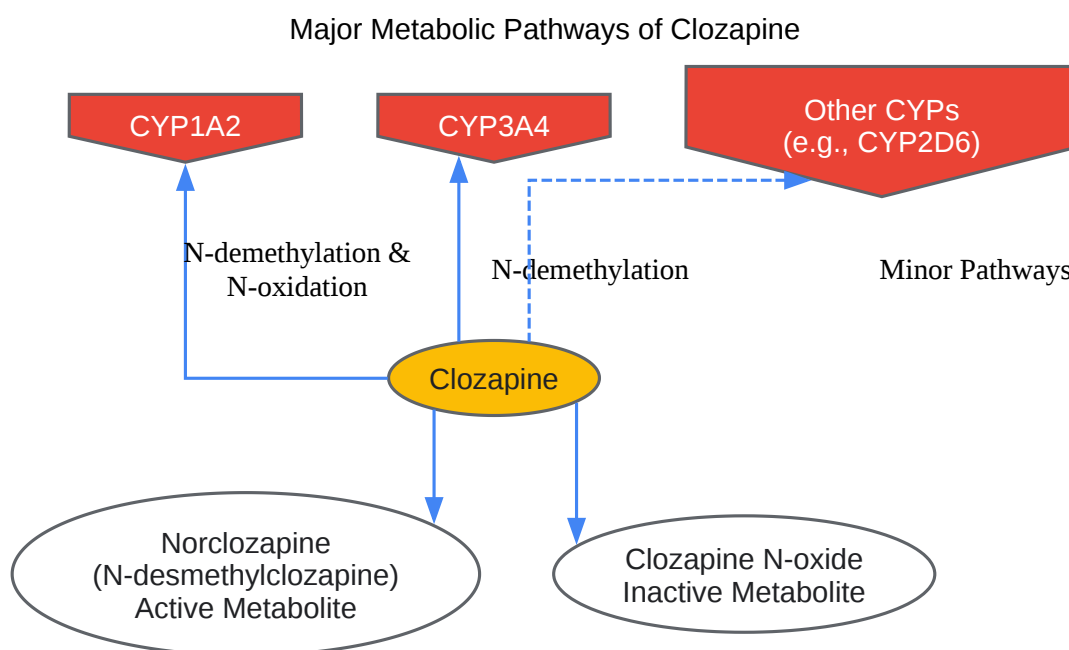 Major Metabolic Pathways of Clozapine
CYP1A2
CYP3A4
Other CYPs
(e.g., CYP2D6)
N-demethylation &
N-oxidation
N-demethylation
Minor Pathways
Clozapine
Norclozapine
(N-desmethylclozapine)
Active Metabolite
Clozapine N-oxide
Inactive Metabolite